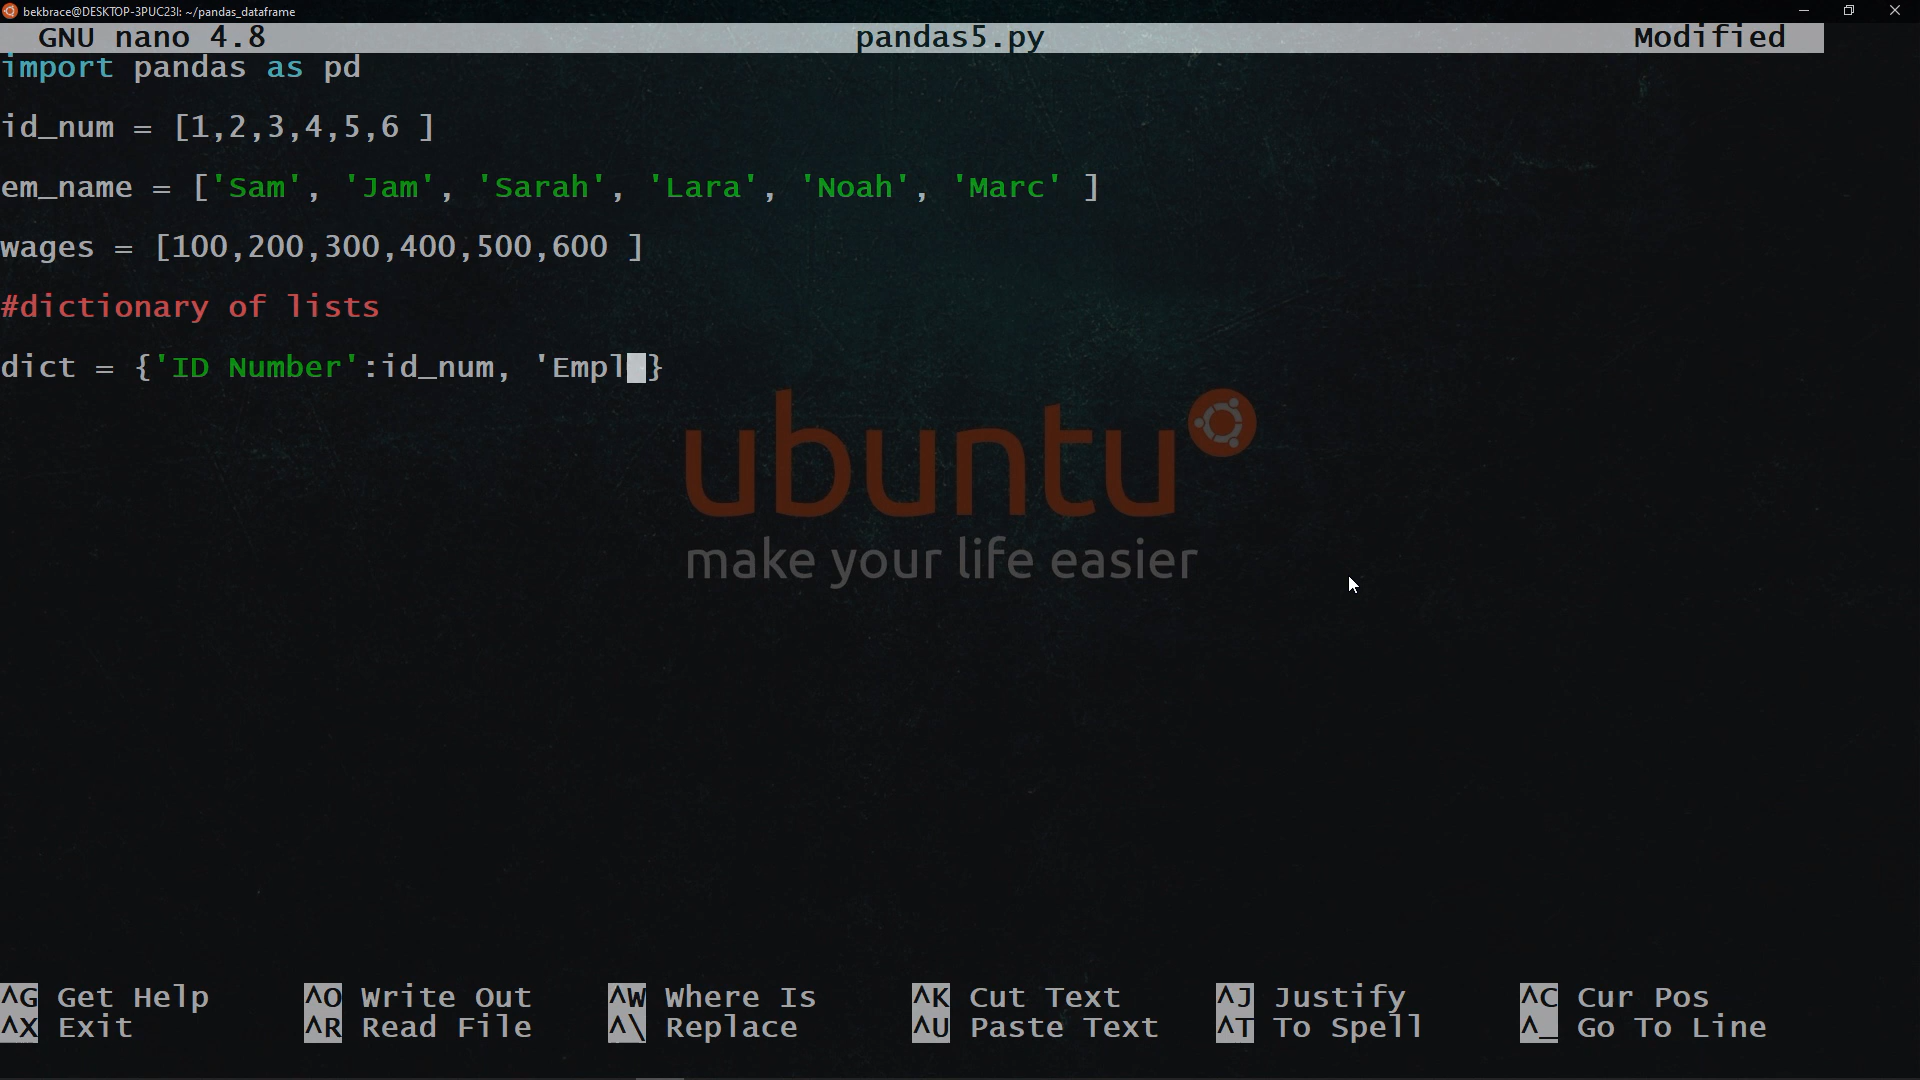 bekbrace@DESKTOP-3PUC23I: ~/pandas_dataframe
GNU nano 4.8 pandas5.py Modified
import pandas as pd
id_num = [1,2,3,4,5,6 ]
em_name = ['Sam', 'Jam', 'Sarah', 'Lara', 'Noah', 'Marc' ]
wages = [100,200,300,400,500,600 ]
#dictionary of lists
dict = {'ID Number':id_num, 'Empl }
ubuntu
make your life easier
^G Get Help ^O Write Out ^W Where Is ^K Cut Text ^J Justify ^C Cur Pos
^X Exit ^R Read File ^\ Replace ^U Paste Text ^T To Spell ^_ Go To Line